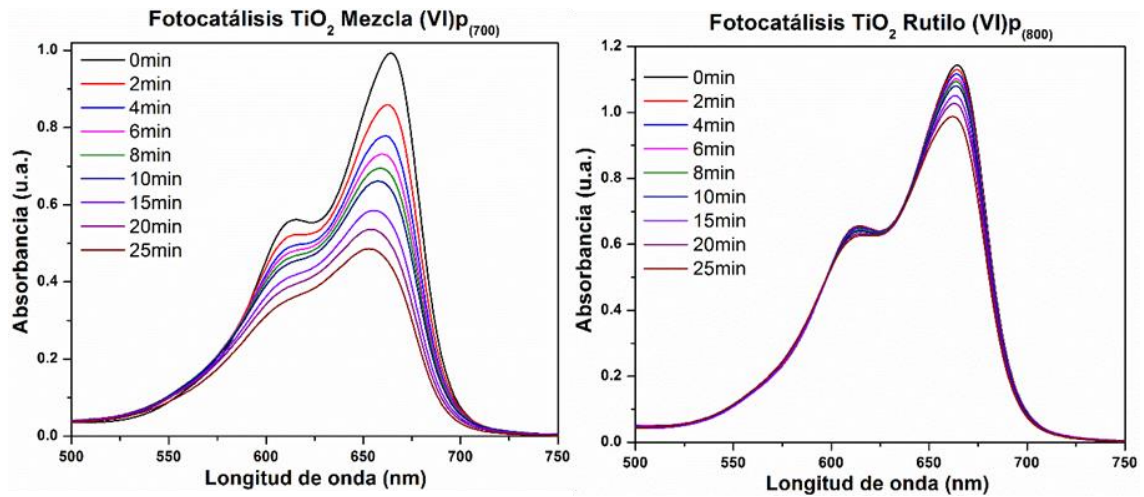 Fotocatálisis TiO₂ Mezcla (VI)p(700)
Absorbancia (u.a.)
1.0
0.8
0.6
0.4
0.2
0.0
0min
2min
4min
6min
8min
10min
15min
20min
25min
500 550 600 650 700 750
Longitud de onda (nm)
Fotocatálisis TiO₂ Rutilo (VI)p(800)
Absorbancia (u.a.)
1.2
1.0
0.8
0.6
0.4
0.2
0.0
0min
2min
4min
6min
8min
10min
15min
20min
25min
500 550 600 650 700 750
Longitud de onda (nm)